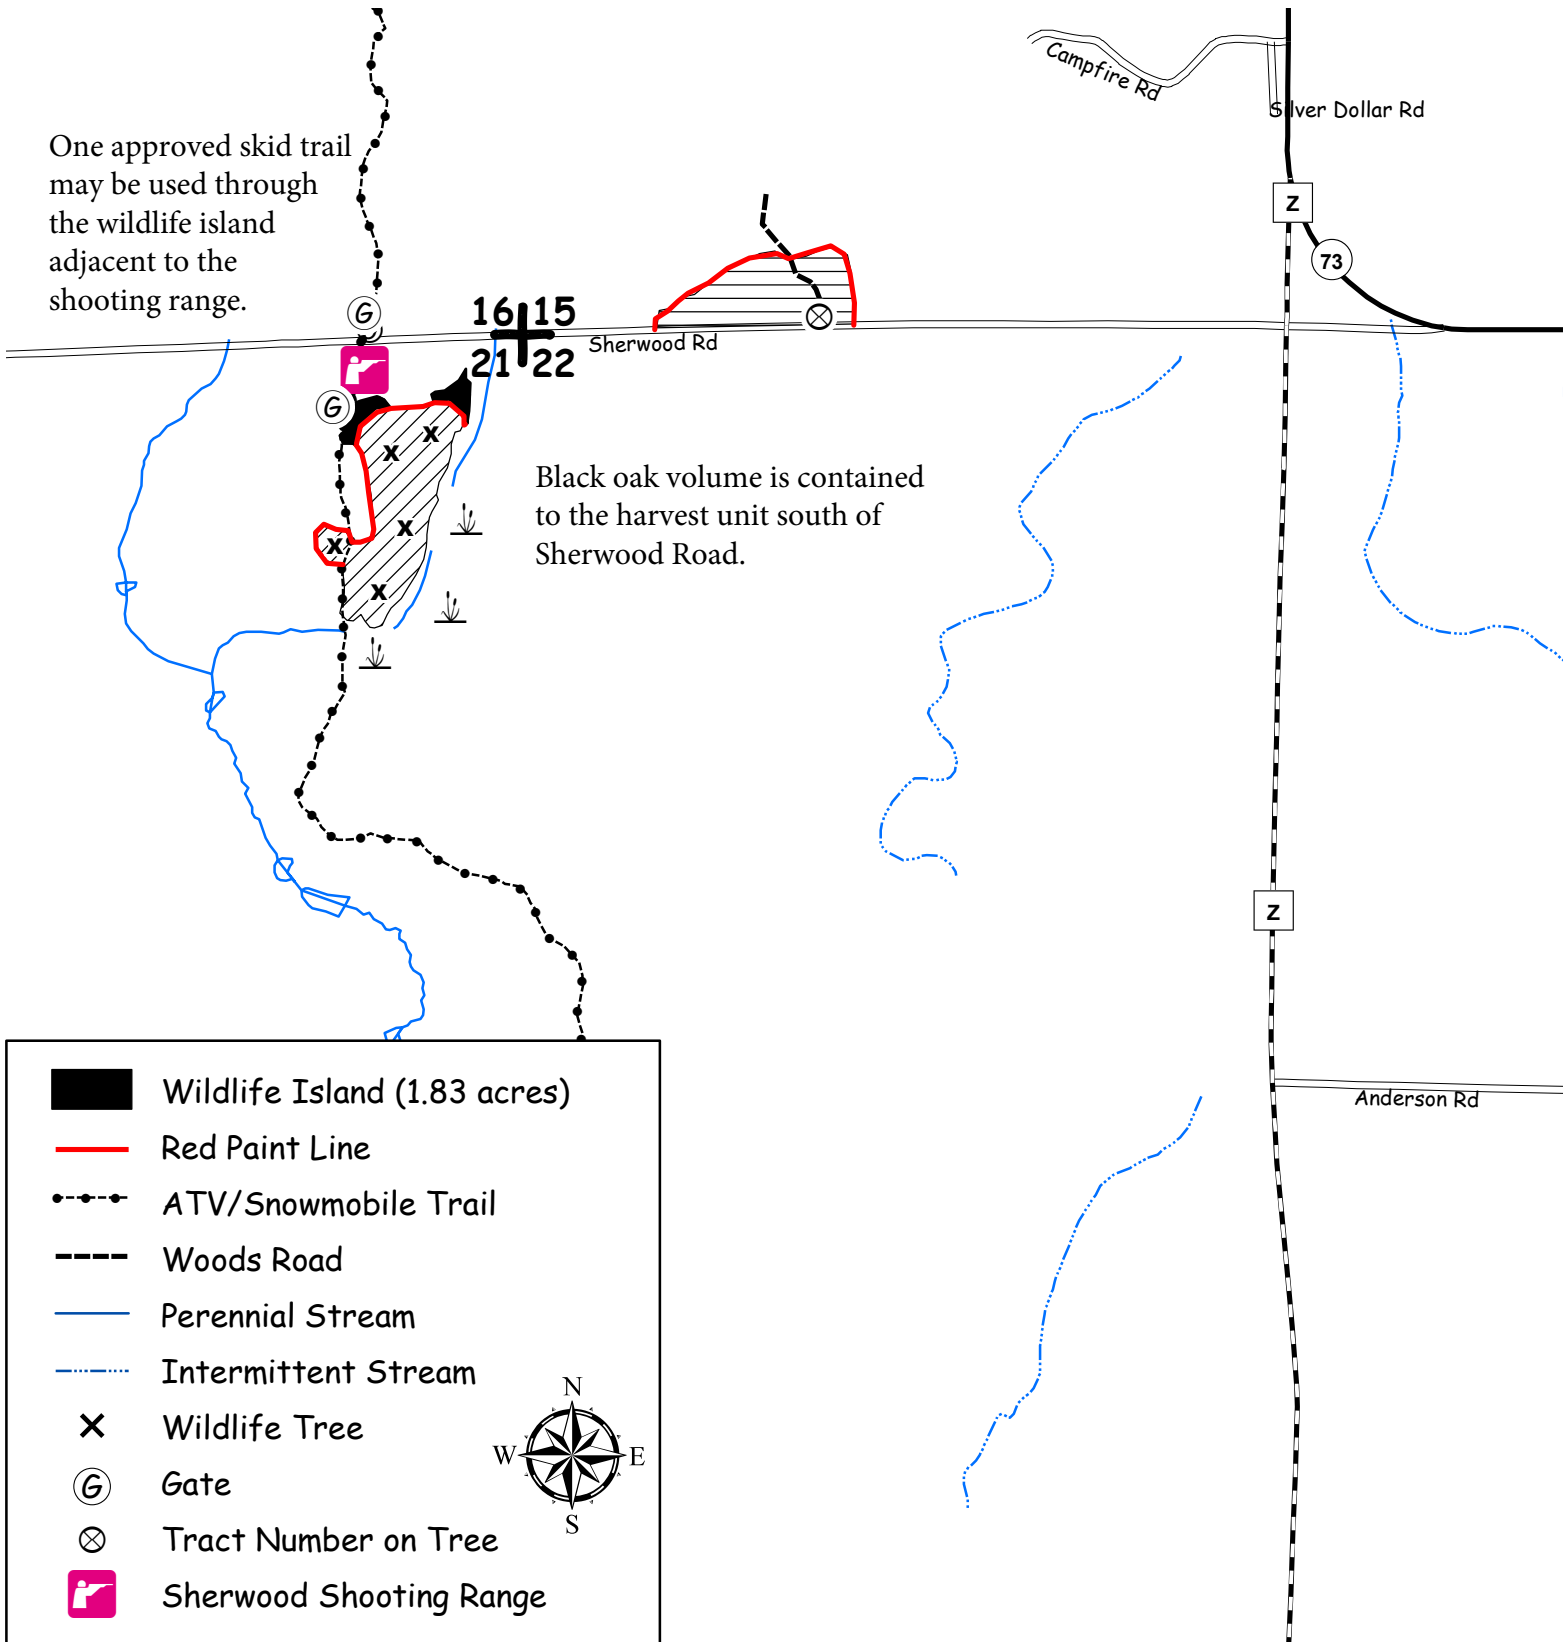 Campfire Rd
Silver Dollar Rd
One approved skid trail
may be used through
the wildlife island
adjacent to the
shooting range.
Z
73
G
16 15
21 22
Sherwood Rd
G
X
X
Black oak volume is contained
to the harvest unit south of
Sherwood Road.
X
X
X
Z
Anderson Rd
Wildlife Island (1.83 acres)
Red Paint Line
ATV/Snowmobile Trail
Woods Road
Perennial Stream
Intermittent Stream
X Wildlife Tree
G Gate
Tract Number on Tree
Sherwood Shooting Range
N
W E
S